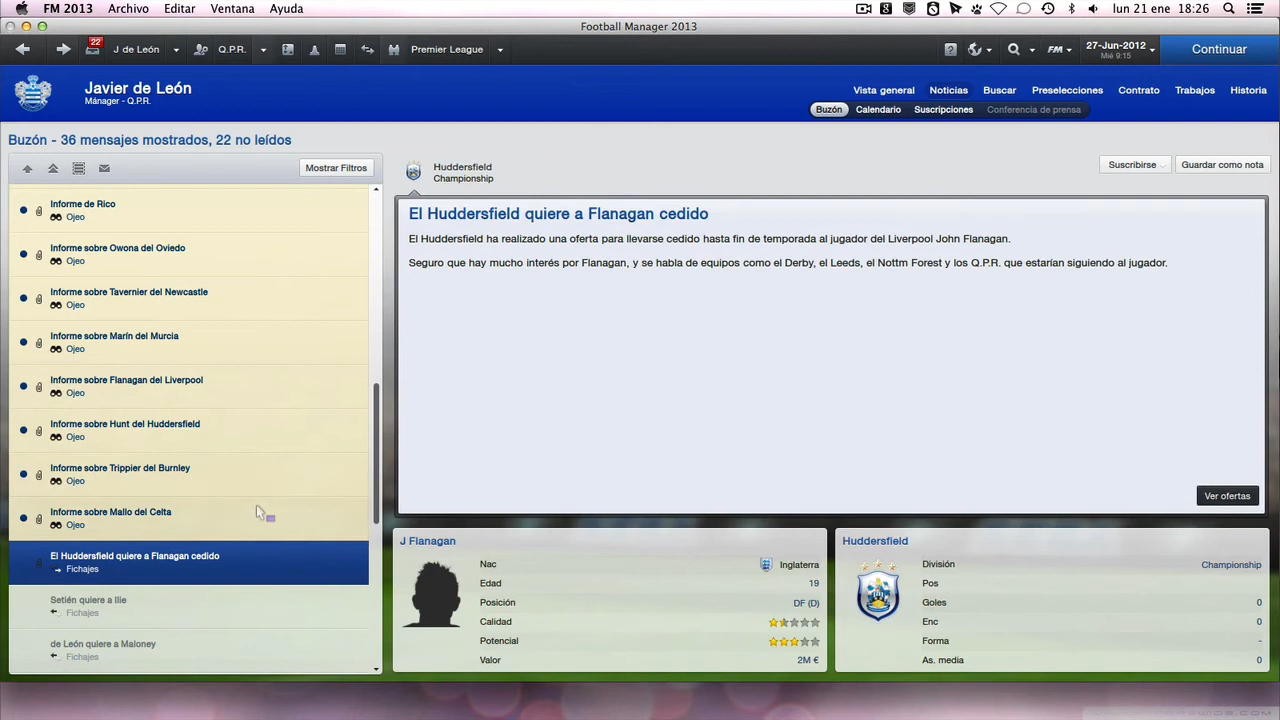 FM 2013 Archivo Editar Ventana Ayuda lun 21 ene 18:26
Football Manager 2013
22 J de León Q.P.R. Premier League ? FM 27-Jun-2012 Continuar
Mié 9:15
Javier de León
Mánager - Q.P.R.
Vista general Noticias Buscar Preselecciones Contrato Trabajos Historia
Buzón Calendario Suscripciones Conferencia de prensa
Buzón - 36 mensajes mostrados, 22 no leídos
Mostrar Filtros
Informe de Rico
Ojeo
Informe sobre Owona del Oviedo
Ojeo
Informe sobre Tavernier del Newcastle
Ojeo
Informe sobre Marín del Murcia
Ojeo
Informe sobre Flanagan del Liverpool
Ojeo
Informe sobre Hunt del Huddersfield
Ojeo
Informe sobre Trippier del Burnley
Ojeo
Informe sobre Mallo del Celta
Ojeo
El Huddersfield quiere a Flanagan cedido
Fichajes
Setién quiere a Ilie
Fichajes
de León quiere a Maloney
Fichajes
Huddersfield
Championship
Suscribirse Guardar como nota
El Huddersfield quiere a Flanagan cedido
El Huddersfield ha realizado una oferta para llevarse cedido hasta fin de temporada al jugador del Liverpool John Flanagan.
Seguro que hay mucho interés por Flanagan, y se habla de equipos como el Derby, el Leeds, el Nottm Forest y los Q.P.R. que estarían siguiendo al jugador.
Ver ofertas
J Flanagan
Nac Inglaterra
Edad 19
Posición DF (D)
Calidad
Potencial
Valor 2M €
Huddersfield
División Championship
Pos
Goles 0
Enc 0
Forma -
As. media 0